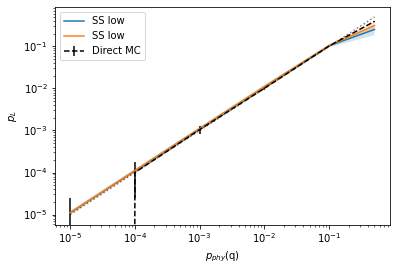 SS low
SS low
Direct MC
10⁻¹
10⁻²
10⁻³
10⁻⁴
10⁻⁵
p_L
10⁻⁵ 10⁻⁴ 10⁻³ 10⁻² 10⁻¹
p_phy(q)